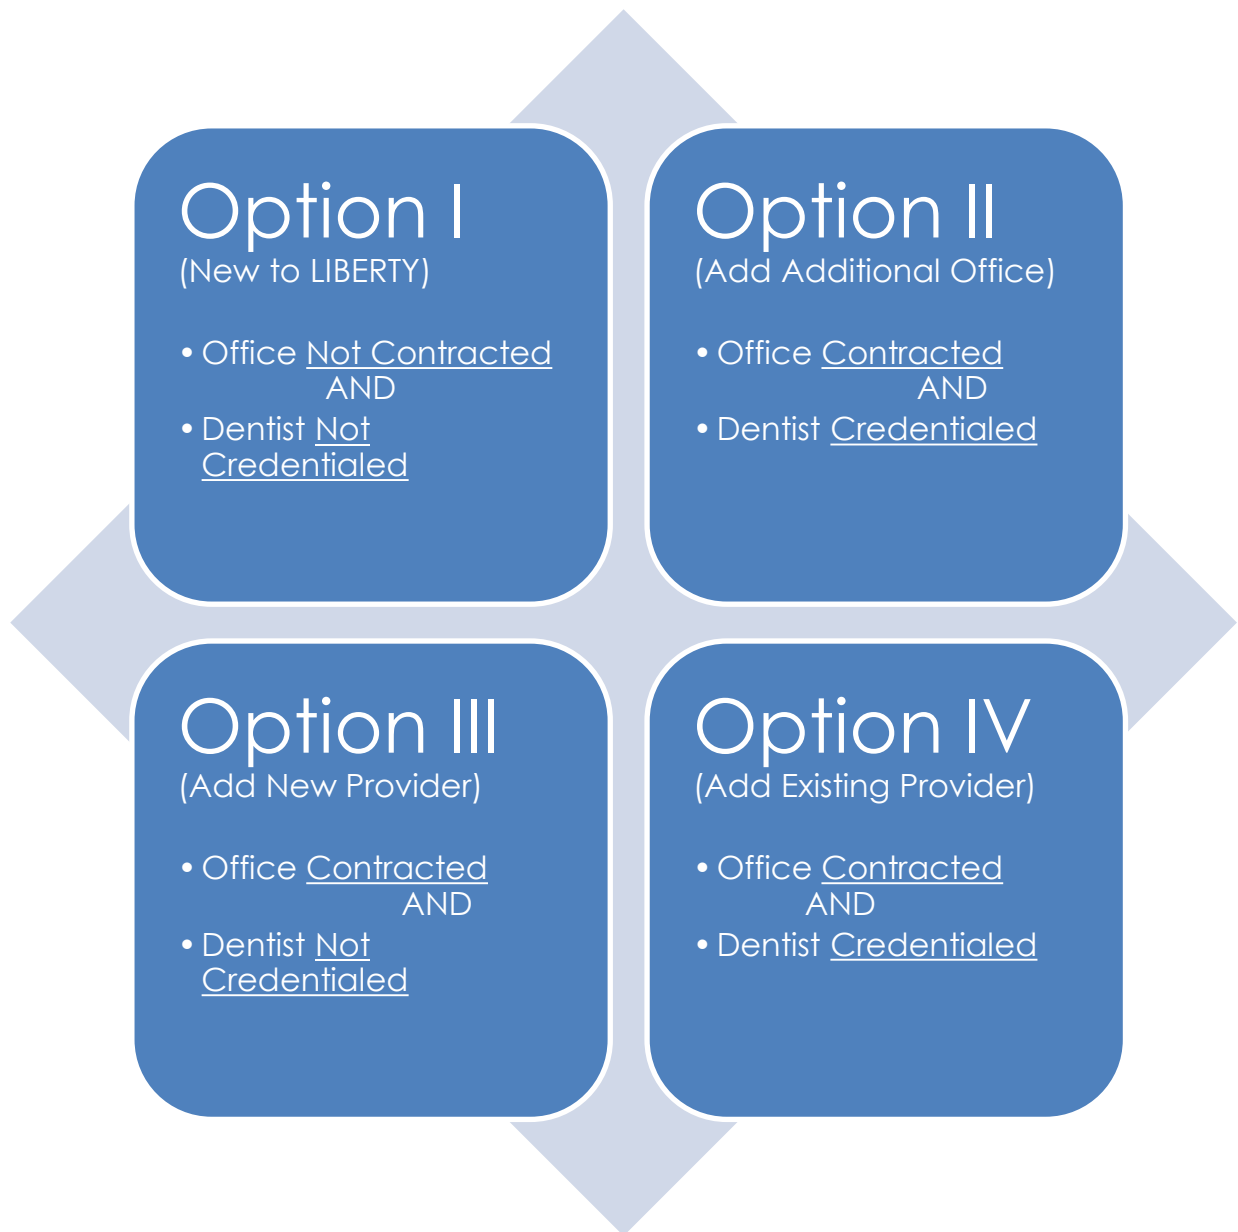 Option I
(New to LIBERTY)
• Office Not Contracted
AND
• Dentist Not
Credentialed
Option II
(Add Additional Office)
• Office Contracted
AND
• Dentist Credentialed
Option III
(Add New Provider)
• Office Contracted
AND
• Dentist Not
Credentialed
Option IV
(Add Existing Provider)
• Office Contracted
AND
• Dentist Credentialed